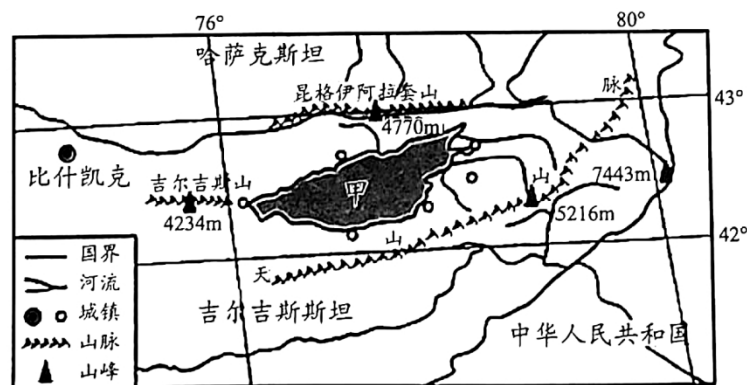 76°
80°
哈萨克斯坦
昆格伊阿拉套山
脉
43°
4770m
比什凯克
吉尔吉斯山
甲
山
7443m
4234m
5216m
42°
山
天
吉尔吉斯斯坦
中华人民共和国
国界
河流
城镇
山脉
山峰